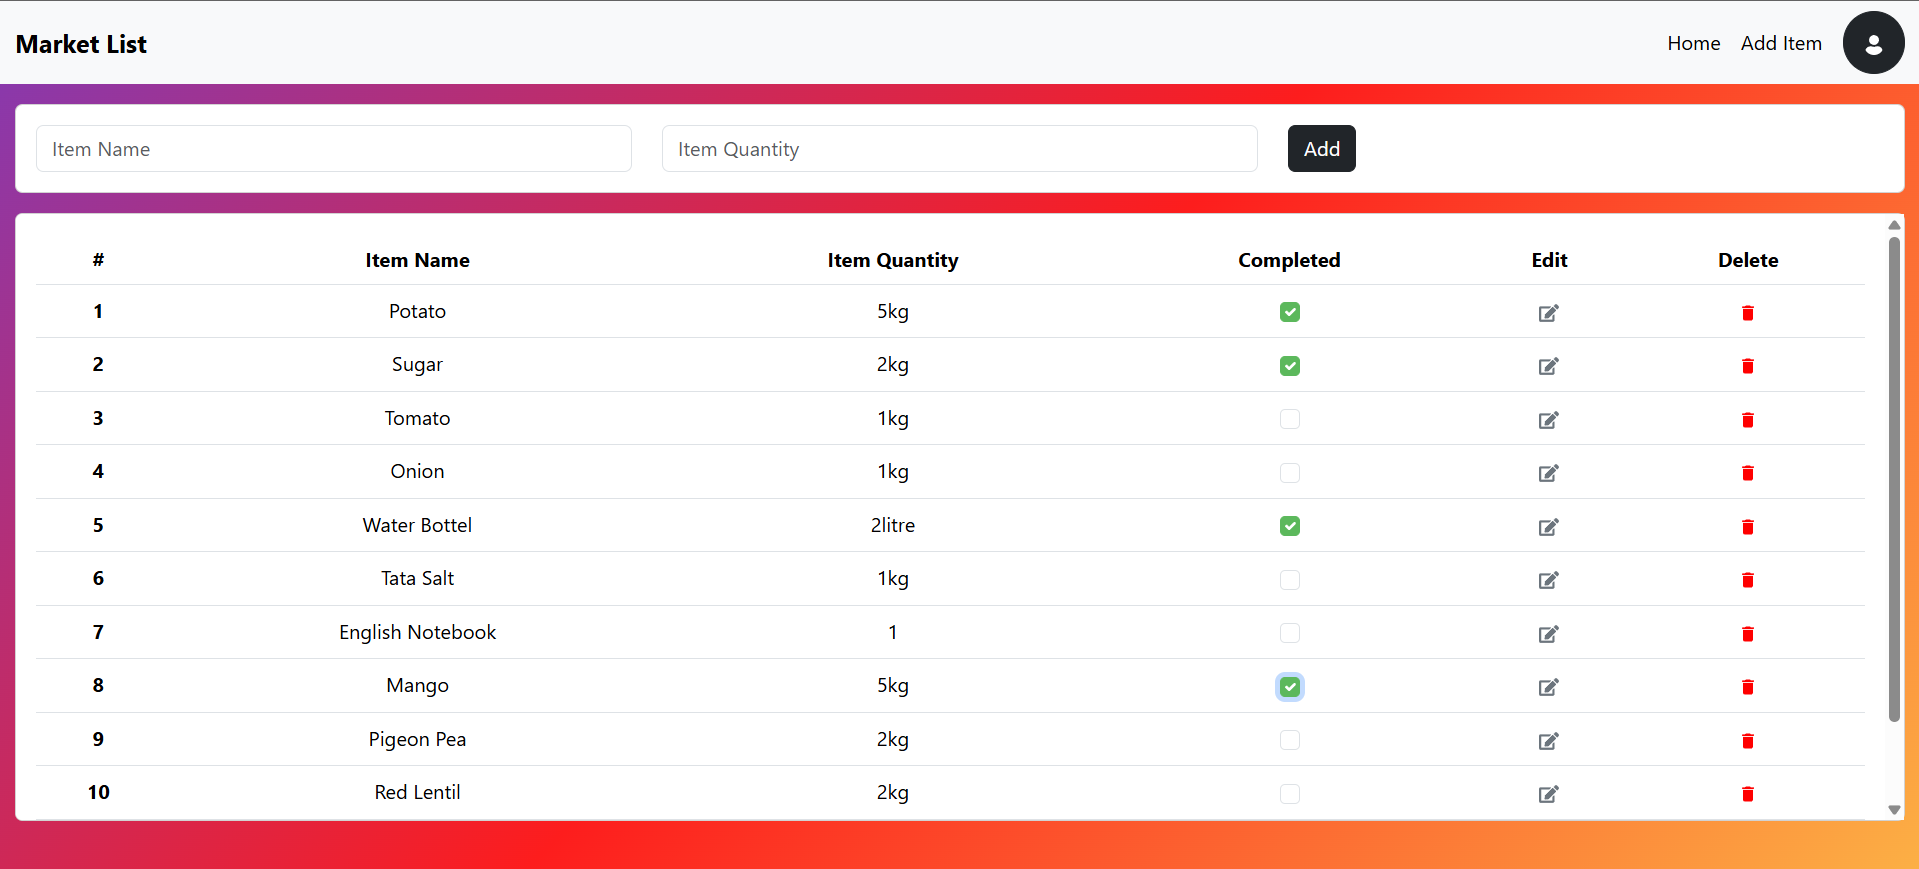 Market List
Home Add Item
Item Name Item Quantity Add
# Item Name Item Quantity Completed Edit Delete
1 Potato 5kg
2 Sugar 2kg
3 Tomato 1kg
4 Onion 1kg
5 Water Bottel 2litre
6 Tata Salt 1kg
7 English Notebook 1
8 Mango 5kg
9 Pigeon Pea 2kg
10 Red Lentil 2kg